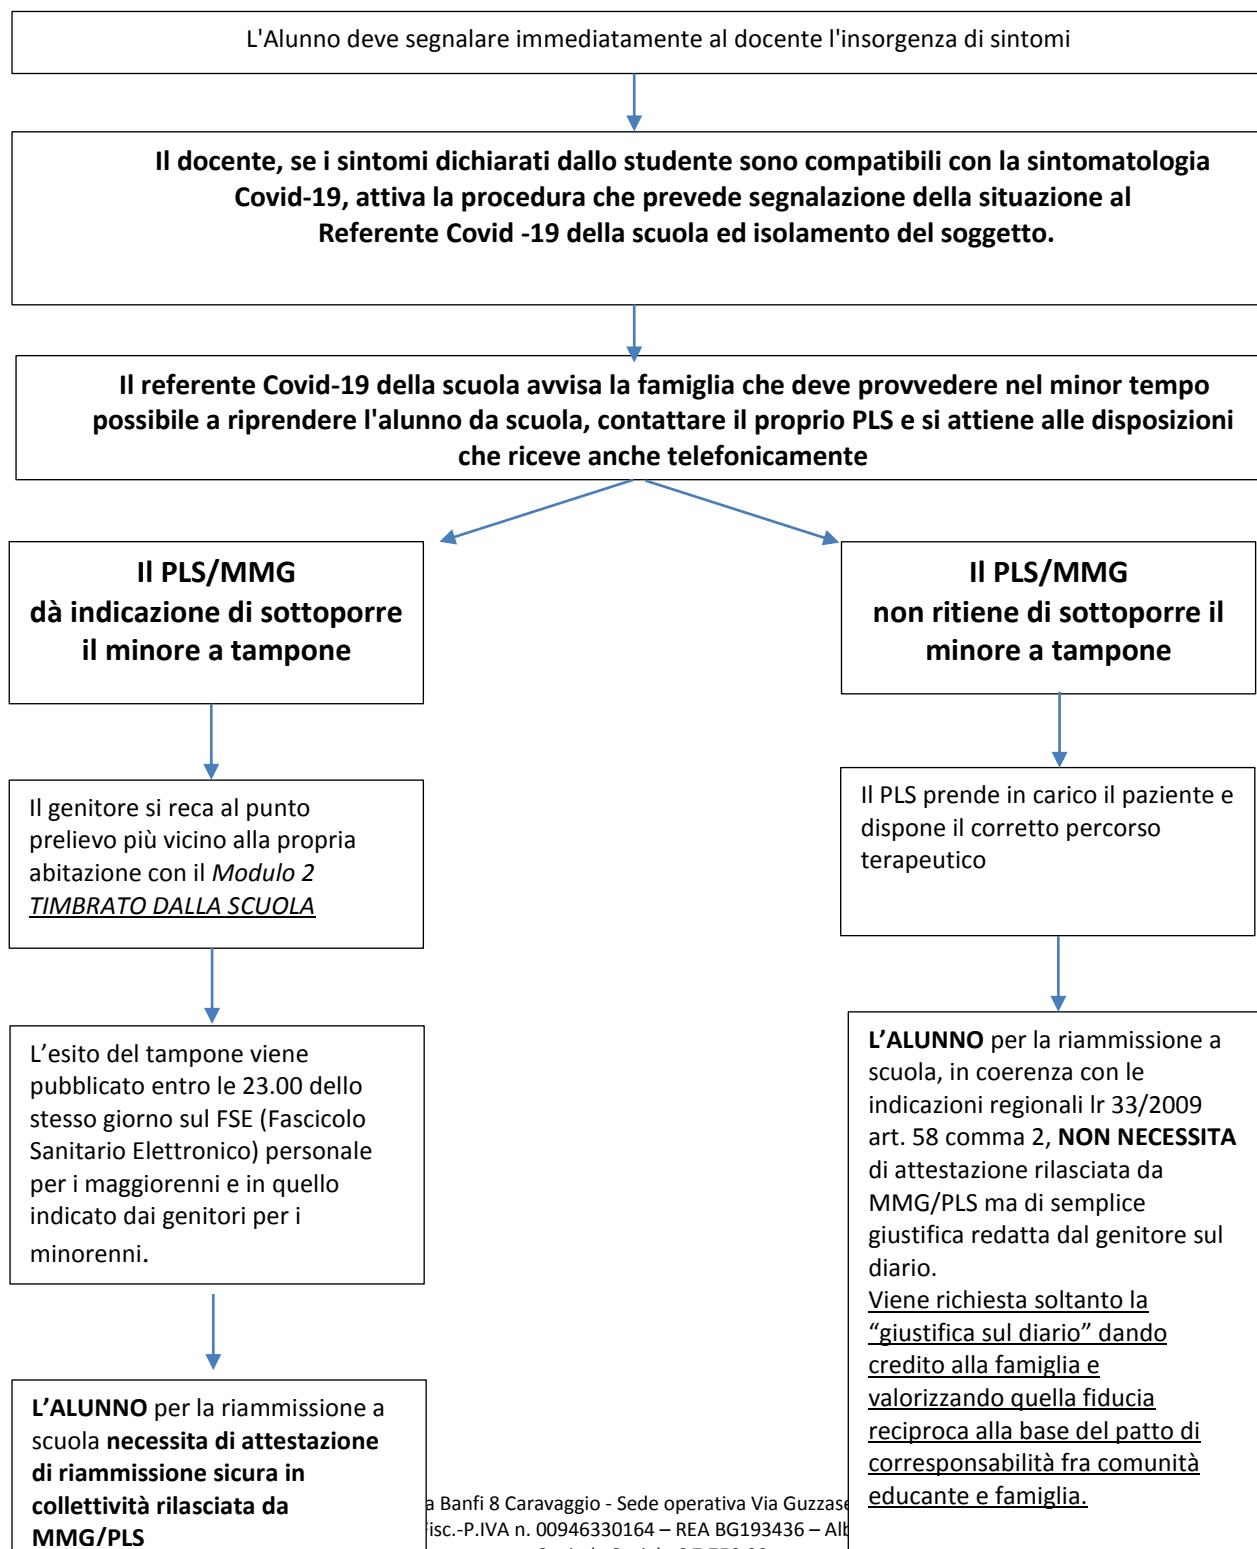 L'Alunno deve segnalare immediatamente al docente l'insorgenza di sintomi
Il docente, se i sintomi dichiarati dallo studente sono compatibili con la sintomatologia
Covid-19, attiva la procedura che prevede segnalazione della situazione al
Referente Covid -19 della scuola ed isolamento del soggetto.
Il referente Covid-19 della scuola avvisa la famiglia che deve provvedere nel minor tempo
possibile a riprendere l'alunno da scuola, contattare il proprio PLS e si attiene alle disposizioni
che riceve anche telefonicamente
Il PLS/MMG
dà indicazione di sottoporre
il minore a tampone
Il genitore si reca al punto
prelievo più vicino alla propria
abitazione con il Modulo 2
TIMBRATO DALLA SCUOLA
L’esito del tampone viene
pubblicato entro le 23.00 dello
stesso giorno sul FSE (Fascicolo
Sanitario Elettronico) personale
per i maggiorenni e in quello
indicato dai genitori per i
minorenni.
L’ALUNNO per la riammissione a
scuola necessita di attestazione
di riammissione sicura in
collettività rilasciata da
MMG/PLS
Il PLS/MMG
non ritiene di sottoporre il
minore a tampone
Il PLS prende in carico il paziente e
dispone il corretto percorso
terapeutico
L’ALUNNO per la riammissione a
scuola, in coerenza con le
indicazioni regionali lr 33/2009
art. 58 comma 2, NON NECESSITA
di attestazione rilasciata da
MMG/PLS ma di semplice
giustifica redatta dal genitore sul
diario.
Viene richiesta soltanto la
“giustifica sul diario” dando
credito alla famiglia e
valorizzando quella fiducia
reciproca alla base del patto di
corresponsabilità fra comunità
educante e famiglia.
a Banfi 8 Caravaggio - Sede operativa Via Guzzase
isc.-P.IVA n. 00946330164 – REA BG193436 – Alb